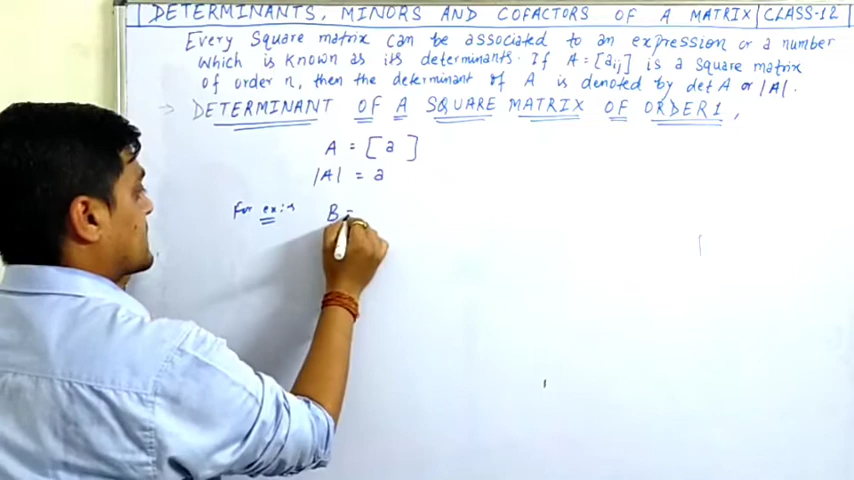 DETERMINANTS, MINORS AND COFACTORS OF A MATRIX | CLASS-12
Every square matrix can be associated to an expression or a number
which is known as its determinants. If A = [aij] is a square matrix
of order n, then the determinant of A is denoted by det A or |A|.
→ DETERMINANT OF A SQUARE MATRIX OF ORDER 1,
A = [a]
|A| = a
For ex:→ B =